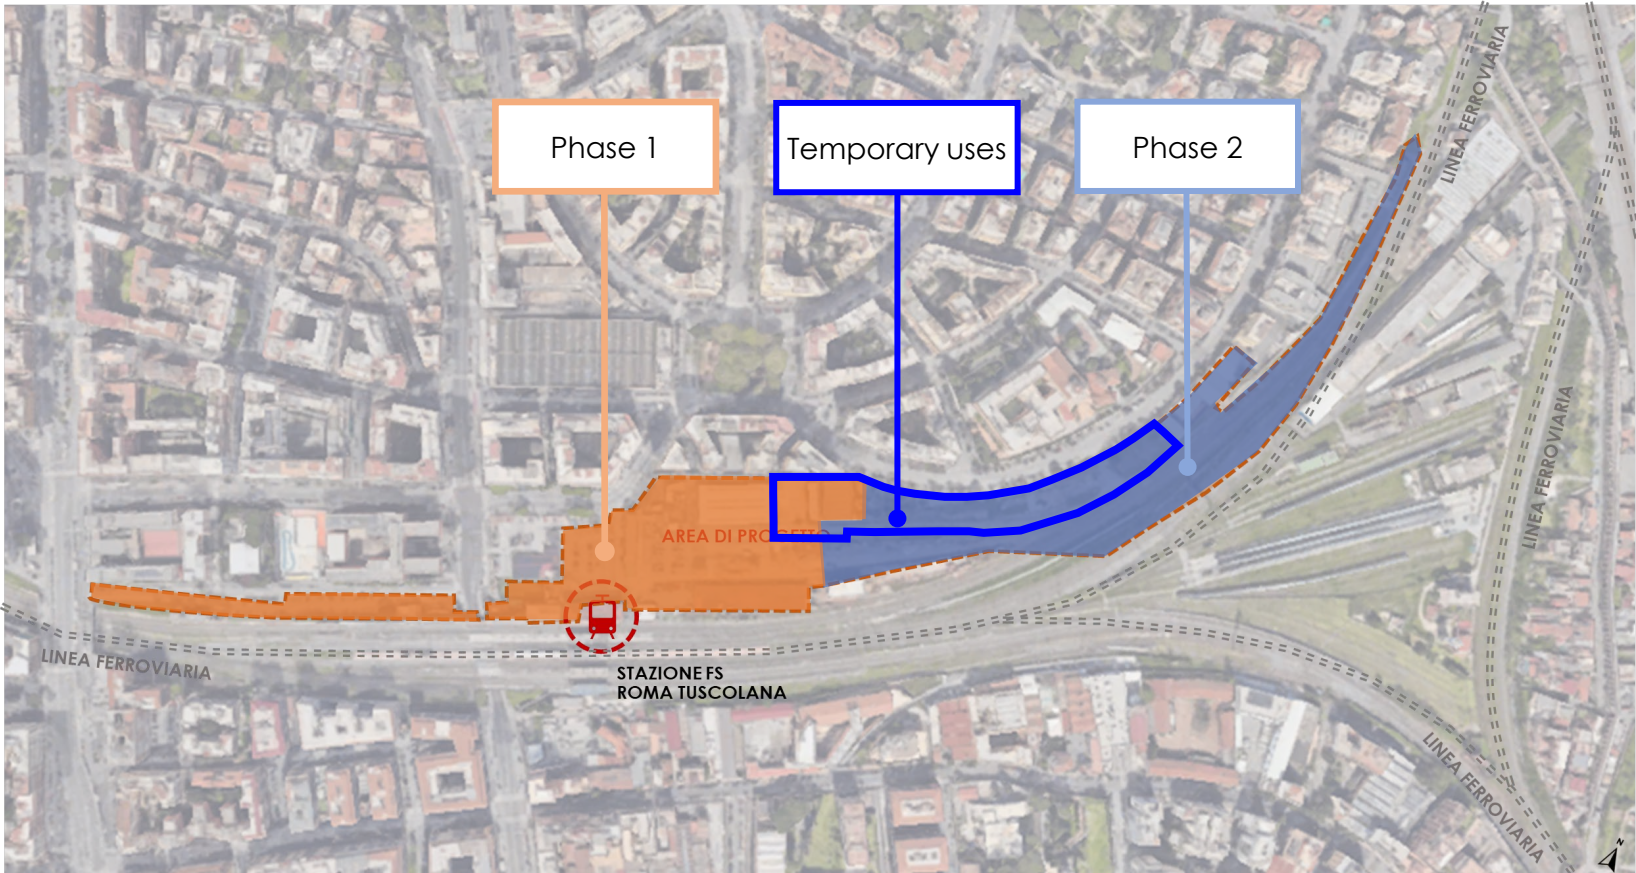 LINEA FERROVIARIA
Phase 1
Temporary uses
Phase 2
AREA DI PROGETTO
LINEA FERROVIARIA
LINEA FERROVIARIA
STAZIONE FS
ROMA TUSCOLANA
LINEA FERROVIARIA
N